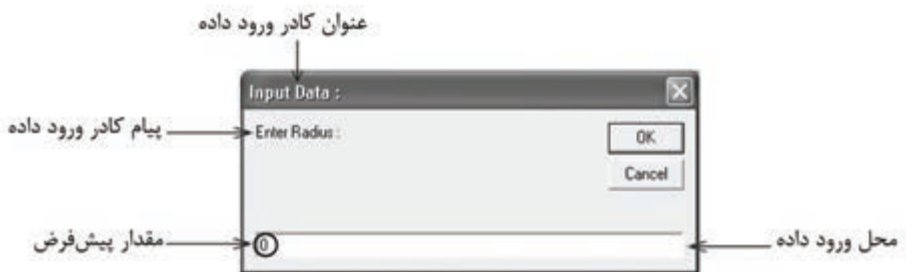 عنوان کادر ورود داده
Input Data :
پیام کادر ورود داده
Enter Radius :
OK
Cancel
مقدار پیش‌فرض
0
محل ورود داده